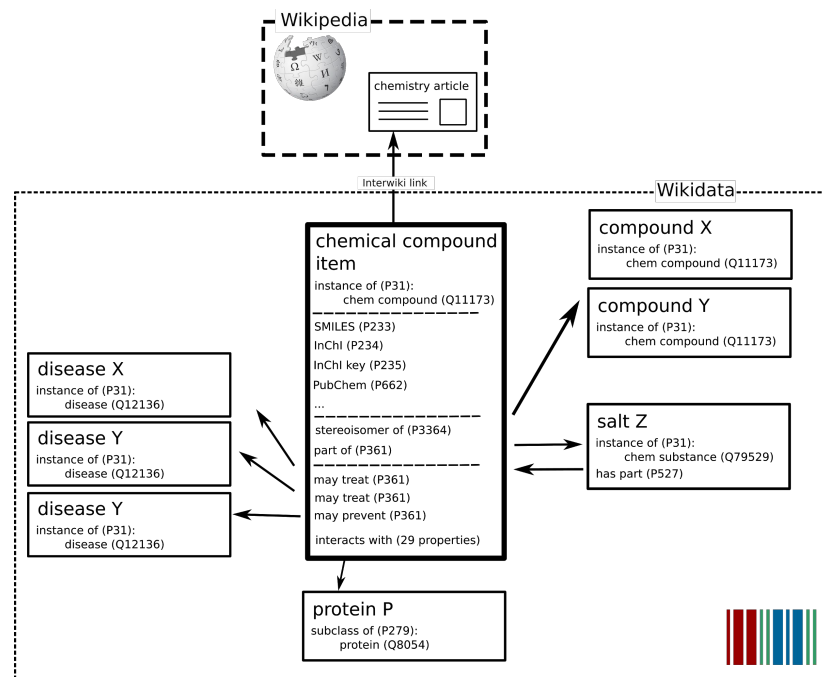 Wikipedia
Ω
W
И
維
7
chemistry article
Interwiki link
Wikidata
chemical compound
item
instance of (P31):
chem compound (Q11173)
SMILES (P233)
InChI (P234)
InChI key (P235)
PubChem (P662)
...
stereoisomer of (P3364)
part of (P361)
may treat (P361)
may treat (P361)
may prevent (P361)
interacts with (29 properties)
compound X
instance of (P31):
chem compound (Q11173)
compound Y
instance of (P31):
chem compound (Q11173)
salt Z
instance of (P31):
chem substance (Q79529)
has part (P527)
disease X
instance of (P31):
disease (Q12136)
disease Y
instance of (P31):
disease (Q12136)
disease Y
instance of (P31):
disease (Q12136)
protein P
subclass of (P279):
protein (Q8054)